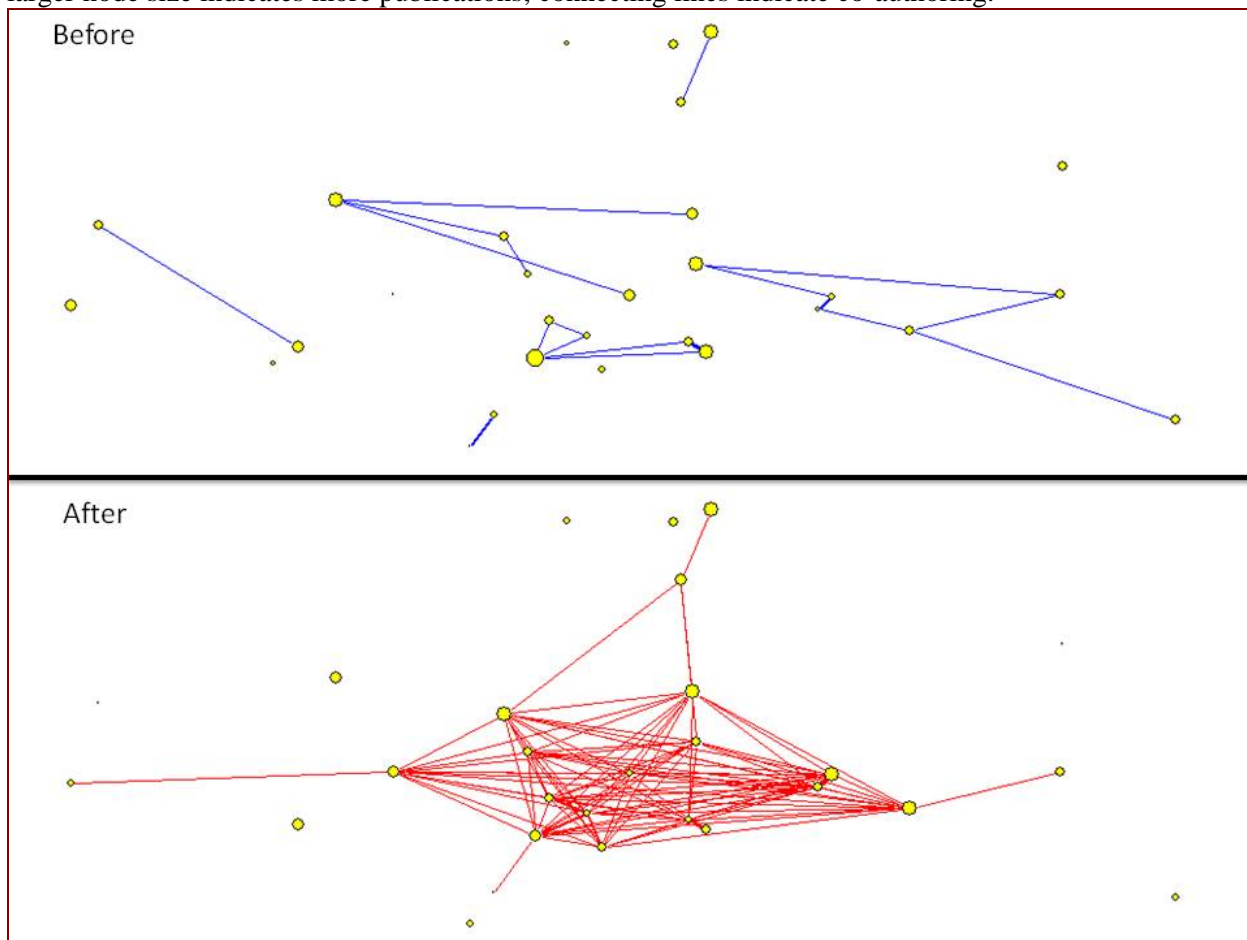 larger node size indicates more publications; connecting lines indicate co-authoring.
Before
After